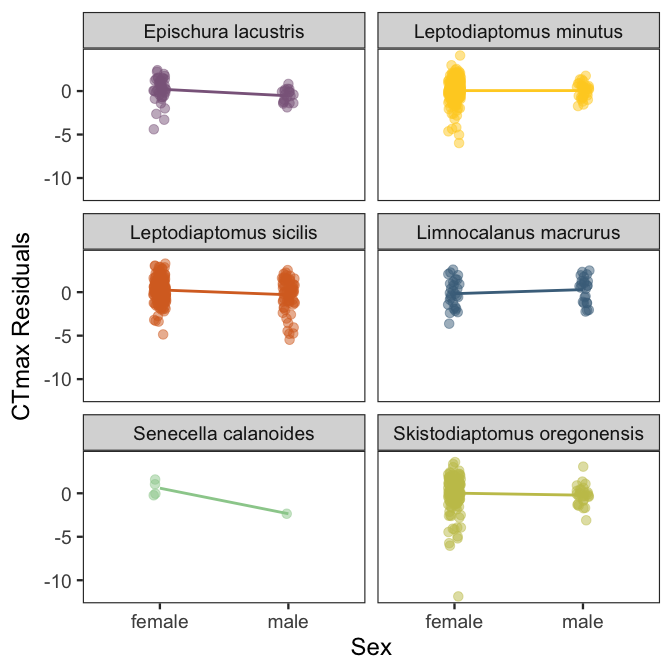 Epischura lacustris
Leptodiaptomus minutus
0
-5
-10
Leptodiaptomus sicilis
Limnocalanus macrurus
0
-5
-10
CTmax Residuals
Senecella calanoides
Skistodiaptomus oregonensis
0
-5
-10
female
male
female
male
Sex